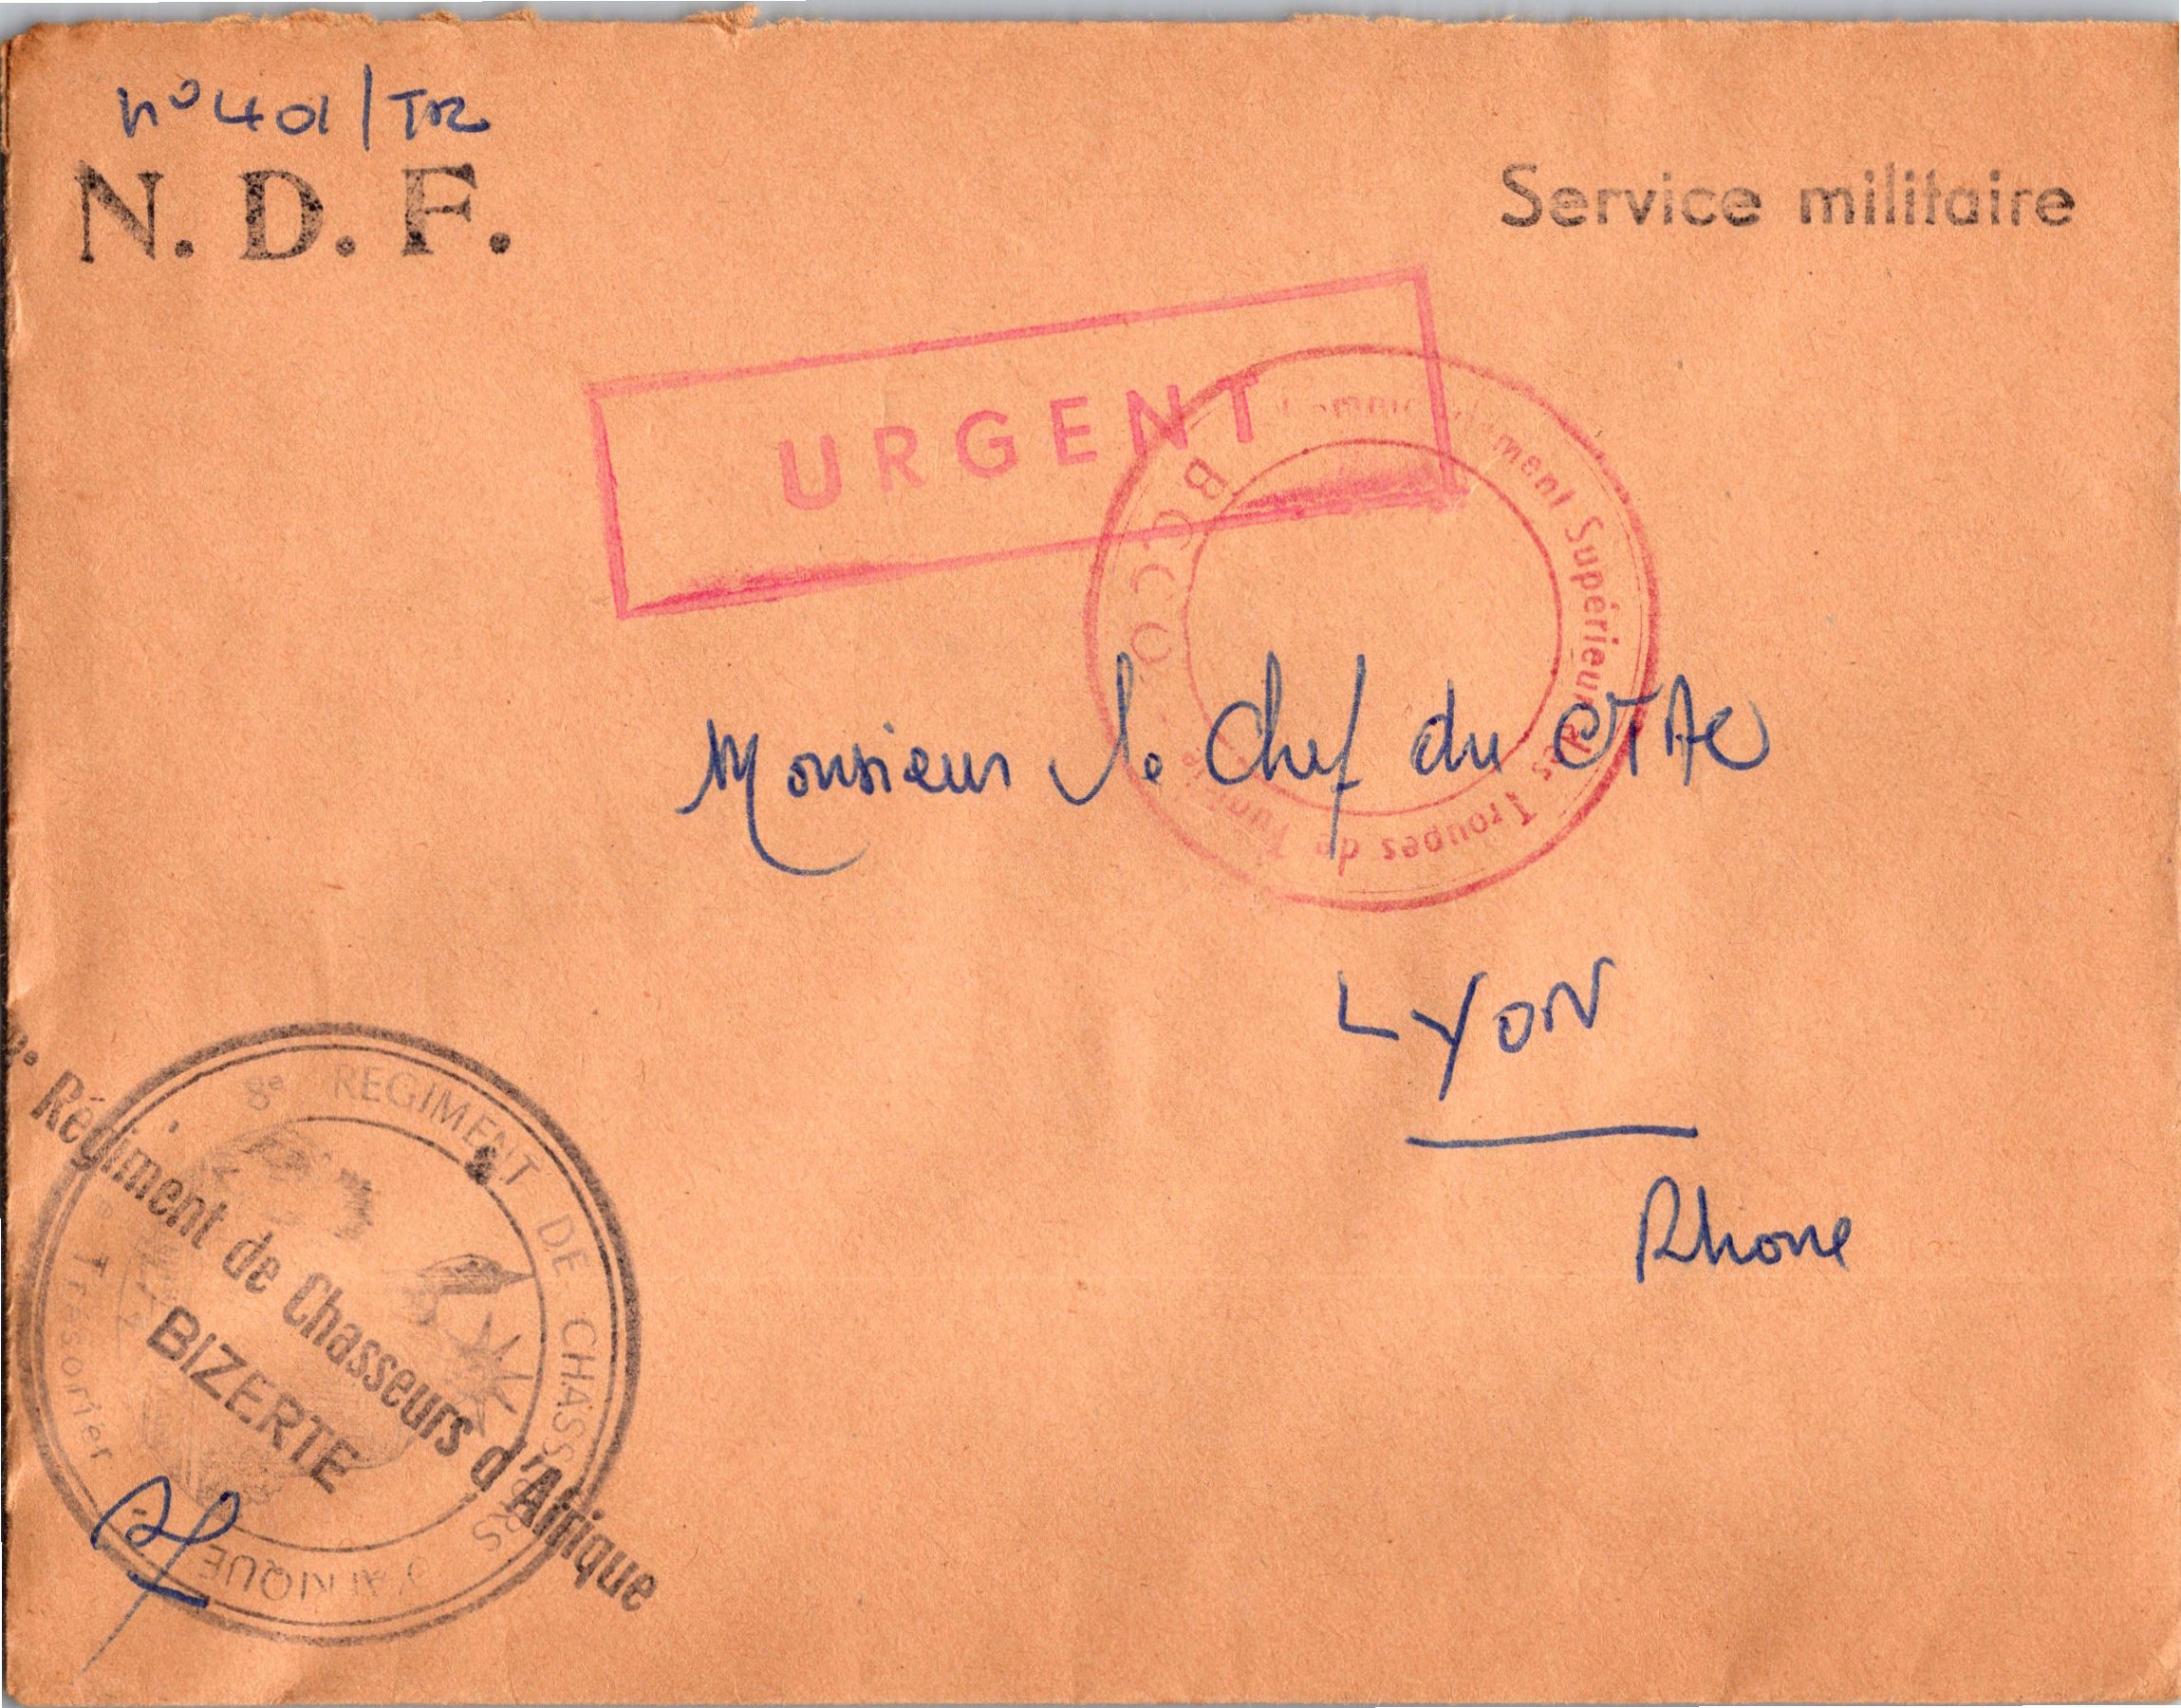 n° 401/TR
N. D. F.
Service militaire
URGENT
Commandement Supérieur des Troupes de Tunisie
B.C.C.
Monsieur le Chef du CTAC
LYON
Rhone
8e REGIMENT DE CHASSEURS D'AFRIQUE
Trésorier
Régiment de Chasseurs d'Afrique
BIZERTE